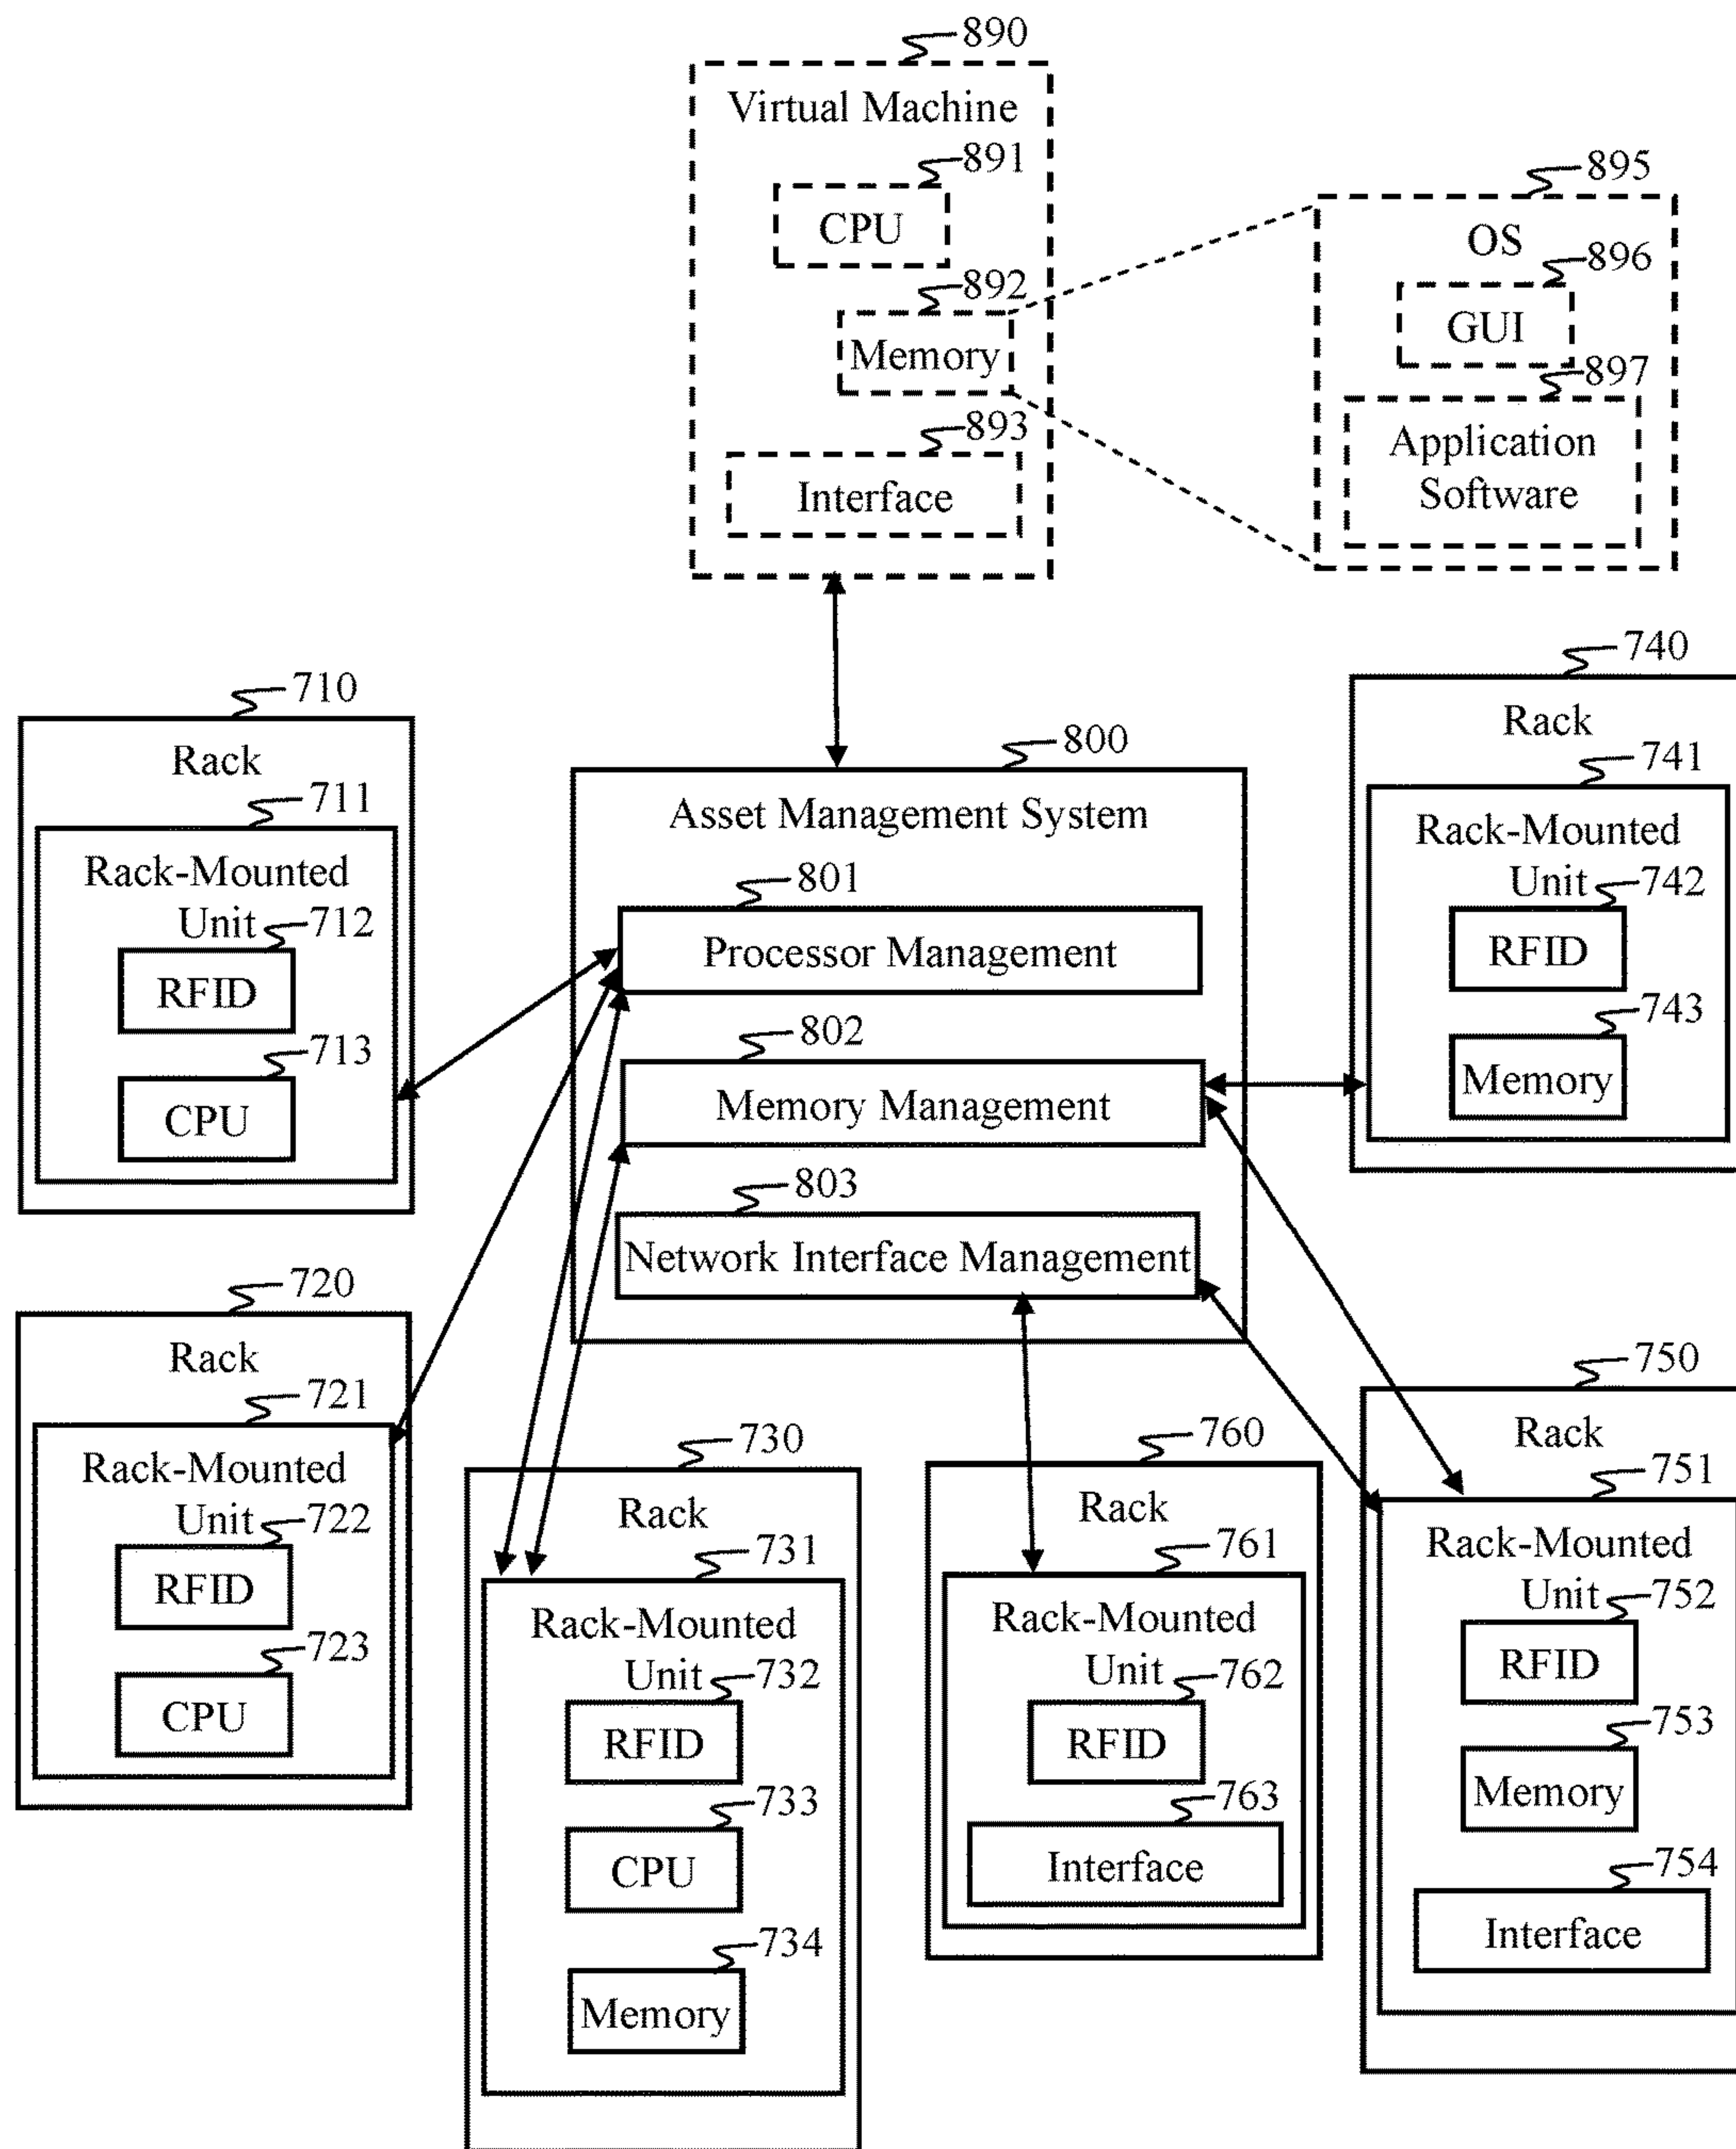 890
Virtual Machine
891
CPU
892
Memory
893
Interface
895
OS
896
GUI
897
Application
Software
710
Rack
711
Rack-Mounted
Unit
712
RFID
713
CPU
720
Rack
721
Rack-Mounted
Unit
722
RFID
723
CPU
800
Asset Management System
801
Processor Management
802
Memory Management
803
Network Interface Management
740
Rack
741
Rack-Mounted
Unit
742
RFID
743
Memory
730
Rack
731
Rack-Mounted
Unit
732
RFID
733
CPU
734
Memory
760
Rack
761
Rack-Mounted
Unit
762
RFID
763
Interface
750
Rack
751
Rack-Mounted
Unit
752
RFID
753
Memory
754
Interface